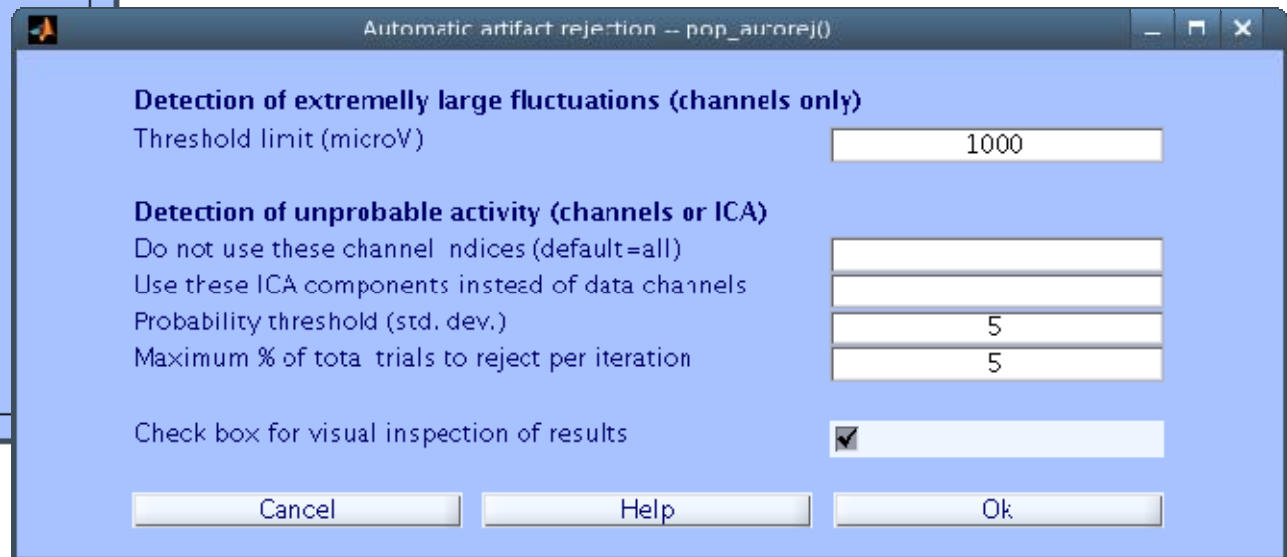 Automatic artifact rejection -- pop_autorej()
Detection of extremelly large fluctuations (channels only)
Threshold limit (microV)
1000
Detection of unprobable activity (channels or ICA)
Do not use these channel ndices (default=all)
Use these ICA components instead of data channels
Probability threshold (std. dev.)
5
Maximum % of tota trials to reject per iteration
5
Check box for visual inspection of results
Cancel Help Ok